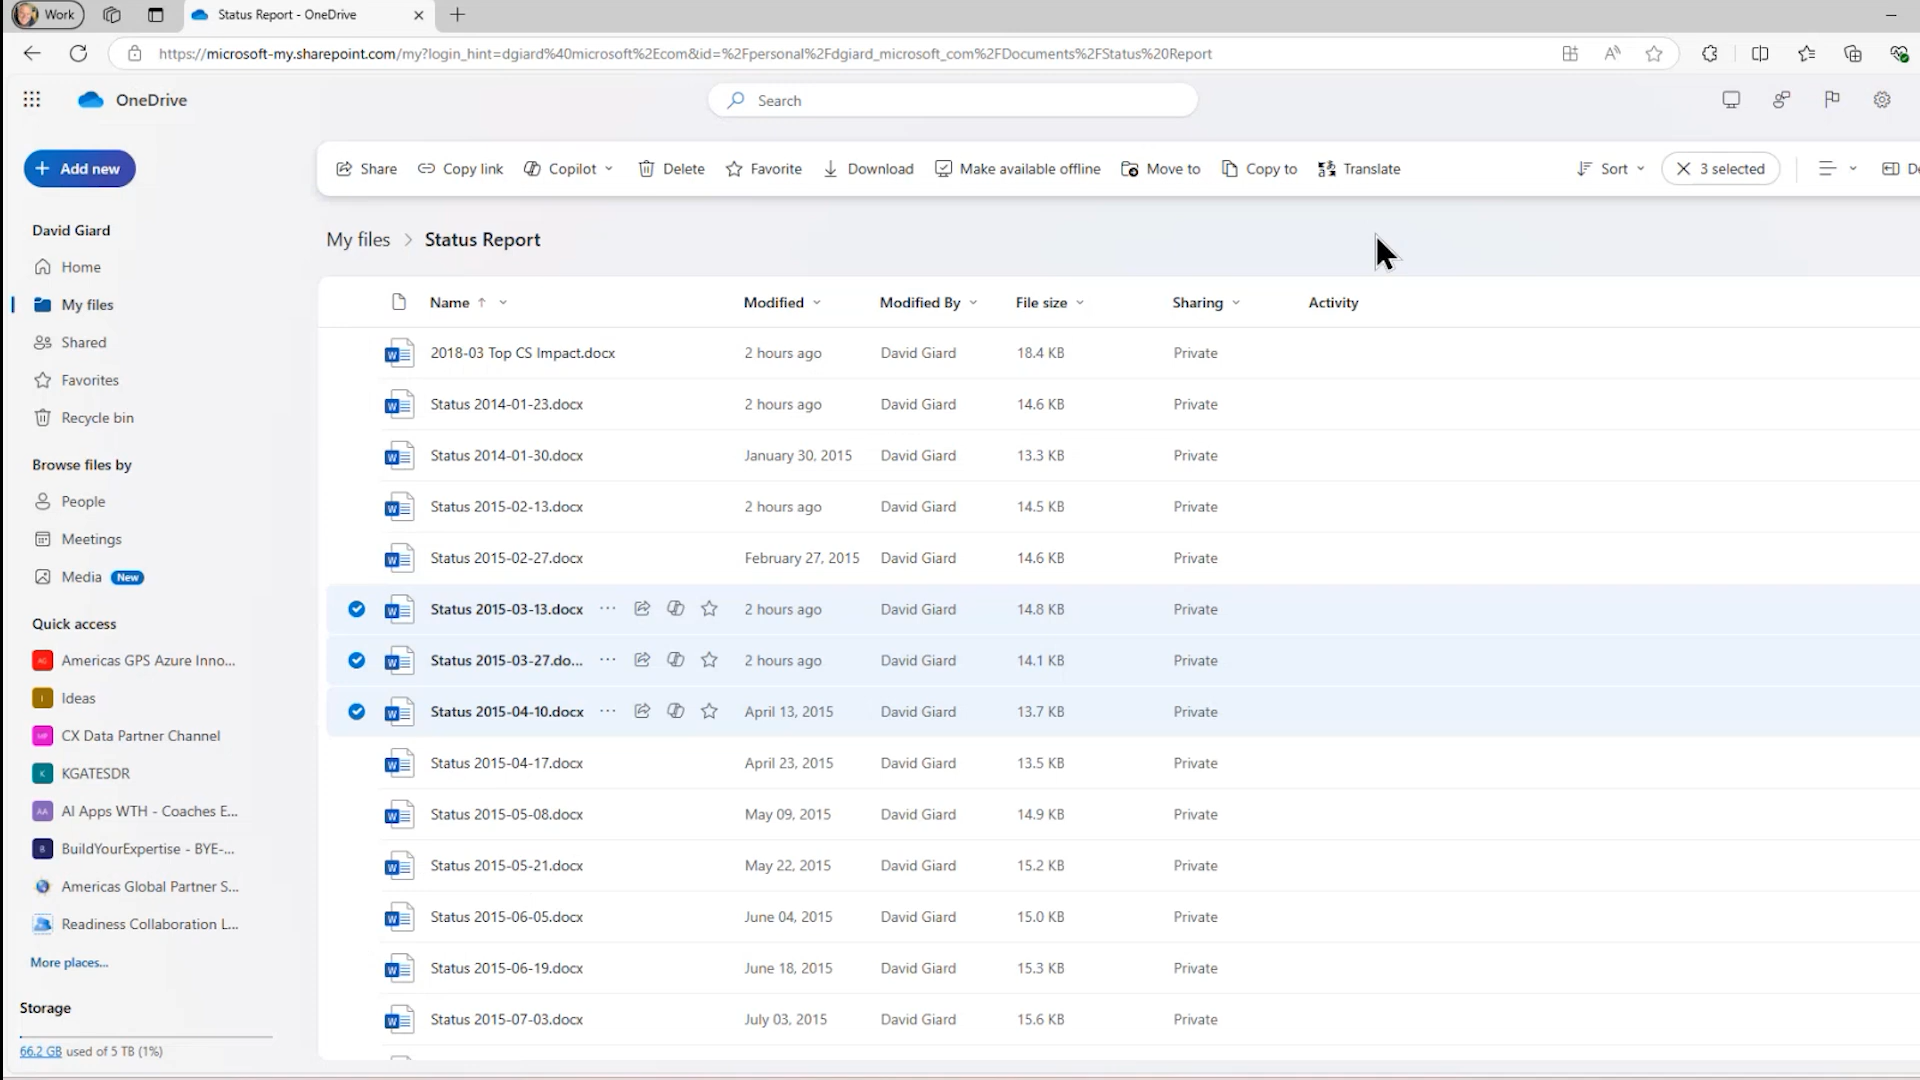 Work
Status Report - OneDrive
https://microsoft-my.sharepoint.com/my?login_hint=dgiard%40microsoft%2Ecom&id=%2Fpersonal%2Fdgiard_microsoft_com%2FDocuments%2FStatus%20Report
OneDrive
Search
Add new
Share Copy link Copilot Delete Favorite Download Make available offline Move to Copy to Translate Sort 3 selected
David Giard
Home
My files
Shared
Favorites
Recycle bin
Browse files by
People
Meetings
Media New
Quick access
Americas GPS Azure Inno...
Ideas
CX Data Partner Channel
KGATESDR
AI Apps WTH - Coaches E...
BuildYourExpertise - BYE-...
Americas Global Partner S...
Readiness Collaboration L...
More places...
Storage
66.2 GB used of 5 TB (1%)
My files > Status Report
Name Modified Modified By File size Sharing Activity
2018-03 Top CS Impact.docx 2 hours ago David Giard 18.4 KB Private
Status 2014-01-23.docx 2 hours ago David Giard 14.6 KB Private
Status 2014-01-30.docx January 30, 2015 David Giard 13.3 KB Private
Status 2015-02-13.docx 2 hours ago David Giard 14.5 KB Private
Status 2015-02-27.docx February 27, 2015 David Giard 14.6 KB Private
Status 2015-03-13.docx 2 hours ago David Giard 14.8 KB Private
Status 2015-03-27.do... 2 hours ago David Giard 14.1 KB Private
Status 2015-04-10.docx April 13, 2015 David Giard 13.7 KB Private
Status 2015-04-17.docx April 23, 2015 David Giard 13.5 KB Private
Status 2015-05-08.docx May 09, 2015 David Giard 14.9 KB Private
Status 2015-05-21.docx May 22, 2015 David Giard 15.2 KB Private
Status 2015-06-05.docx June 04, 2015 David Giard 15.0 KB Private
Status 2015-06-19.docx June 18, 2015 David Giard 15.3 KB Private
Status 2015-07-03.docx July 03, 2015 David Giard 15.6 KB Private